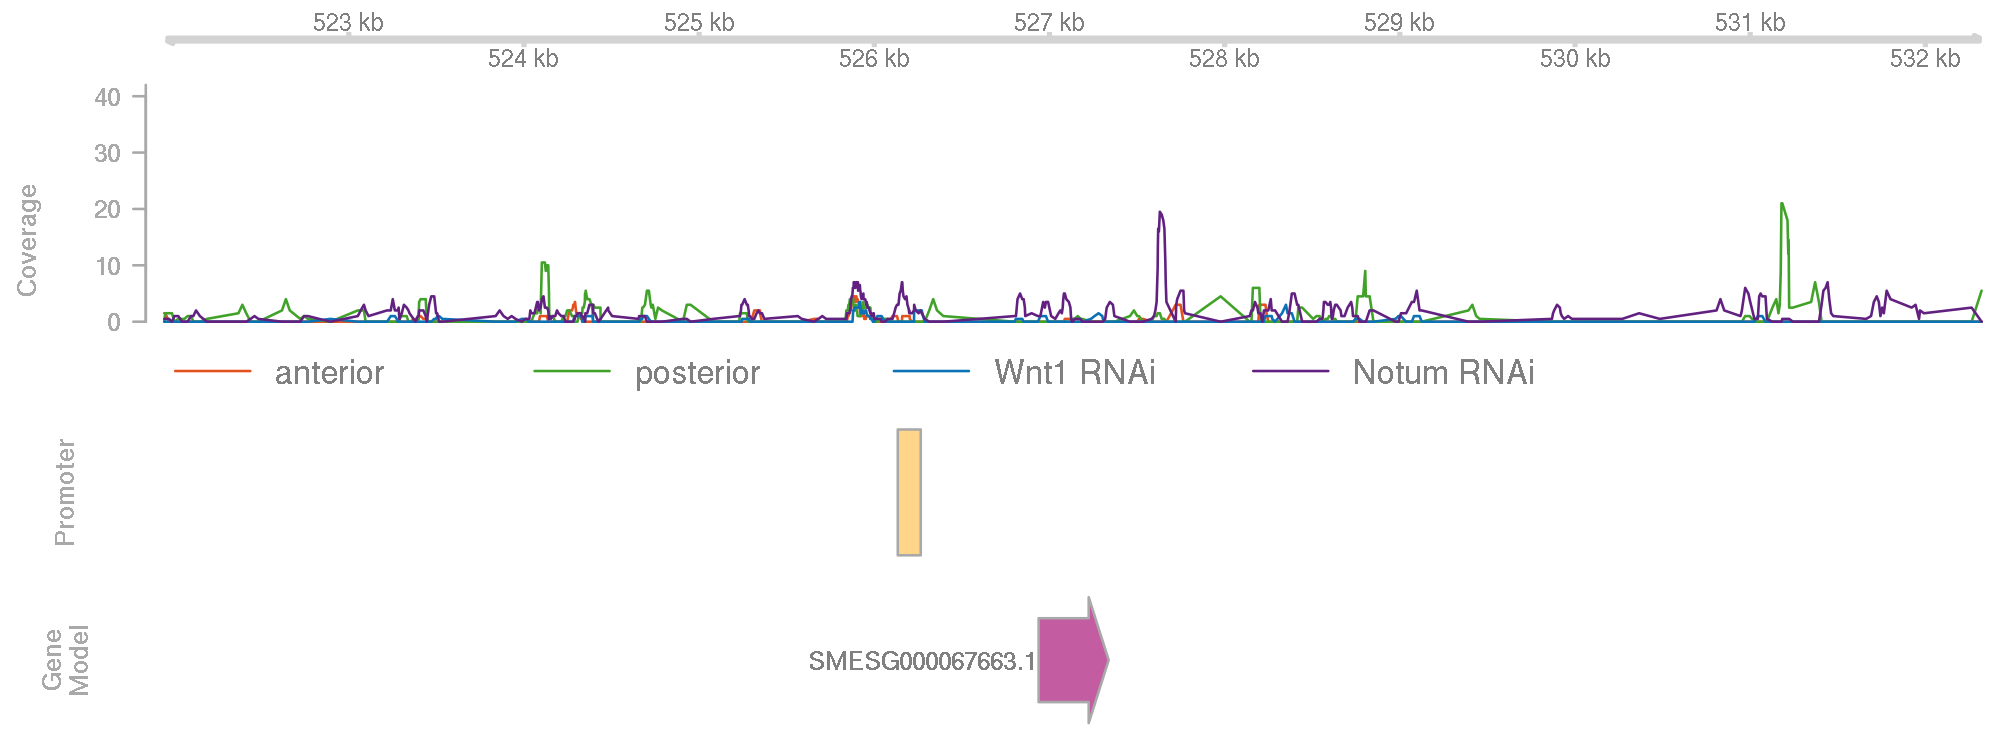 523 kb 525 kb 527 kb 529 kb 531 kb
524 kb 526 kb 528 kb 530 kb 532 kb
40
30
20
10
0
Coverage
anterior posterior Wnt1 RNAi Notum RNAi
Promoter
Gene
Model
SMESG000067663.1